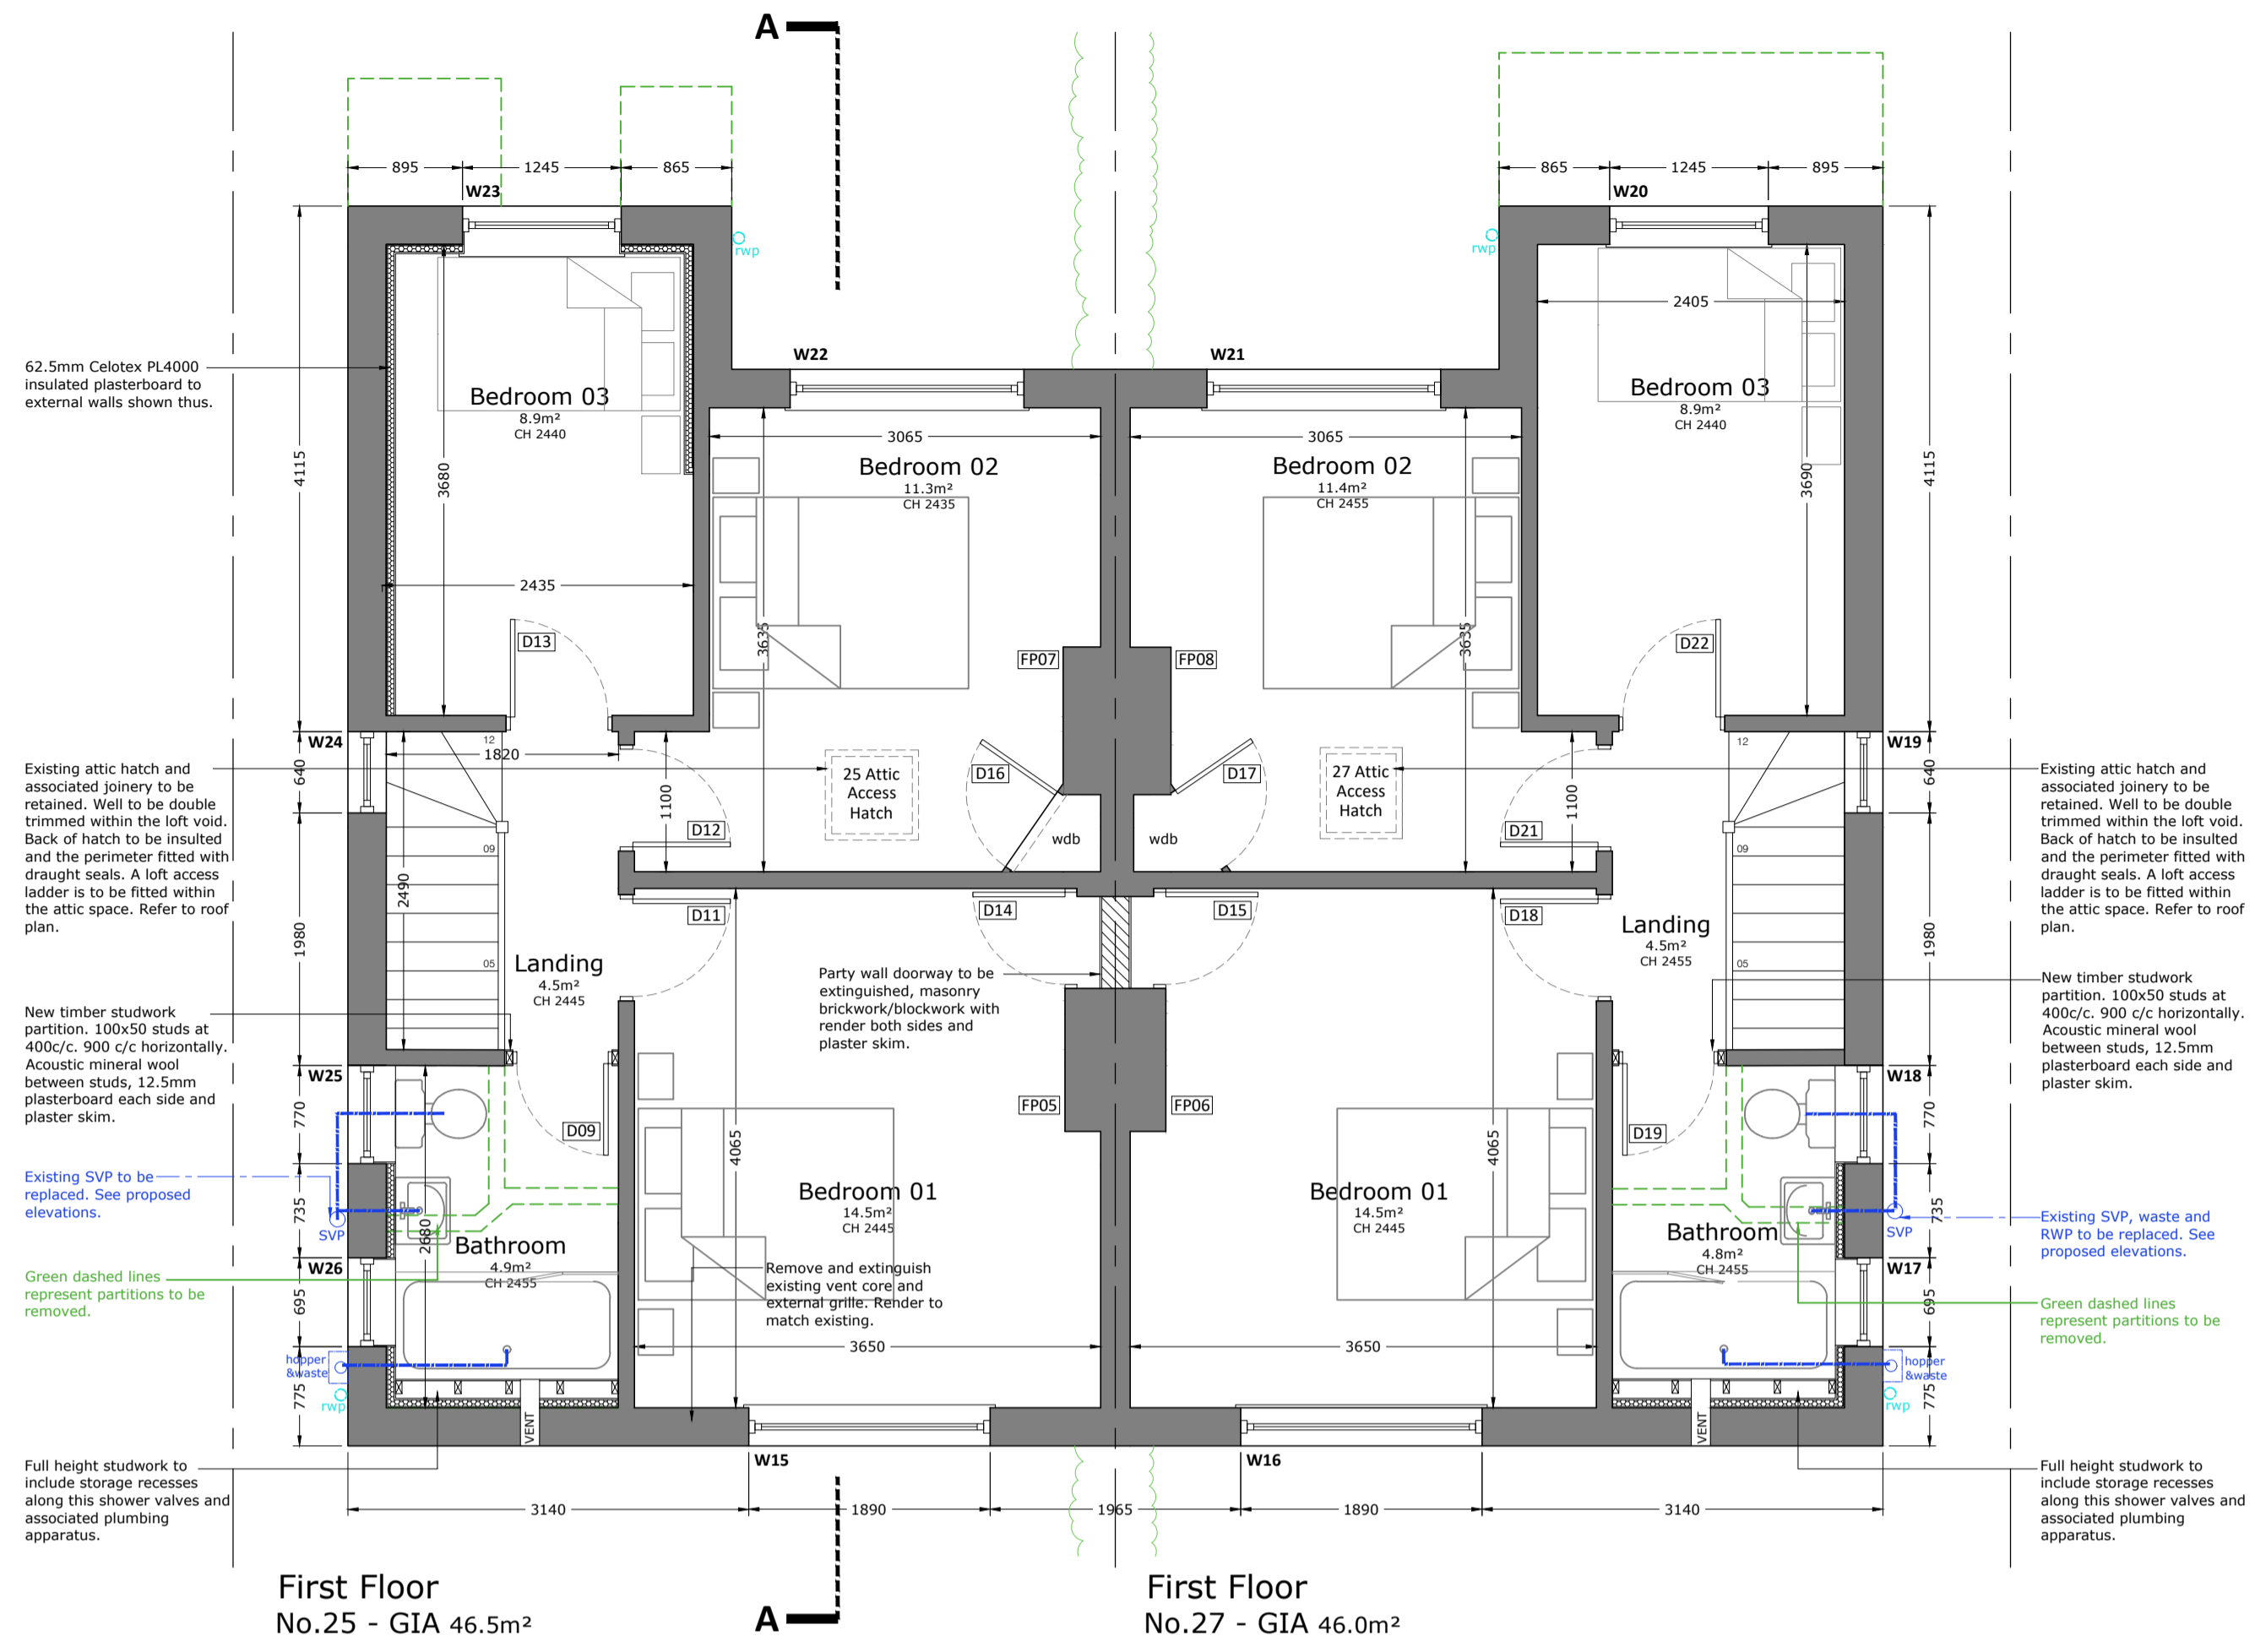 A
895
1245
865
865
1245
895
W23
W20
rwp
rwp
2405
W22
W21
62.5mm Celotex PL4000
insulated plasterboard to
external walls shown thus.
Bedroom 03
8.9m²
CH 2440
Bedroom 03
8.9m²
CH 2440
3065
3065
Bedroom 02
11.3m²
CH 2435
Bedroom 02
11.4m²
CH 2455
4115
3680
3690
4115
2435
D13
3635
3635
D22
FP07
FP08
W24
12
1820
640
1100
D16
D17
1100
12
W19
640
Existing attic hatch and
associated joinery to be
retained. Well to be double
trimmed within the loft void.
Back of hatch to be insulted
and the perimeter fitted with
draught seals. A loft access
ladder is to be fitted within
the attic space. Refer to roof
plan.
25 Attic
Access
Hatch
27 Attic
Access
Hatch
Existing attic hatch and
associated joinery to be
retained. Well to be double
trimmed within the loft void.
Back of hatch to be insulted
and the perimeter fitted with
draught seals. A loft access
ladder is to be fitted within
the attic space. Refer to roof
plan.
D12
wdb
wdb
D21
09
09
2490
1980
1980
D11
D14
D15
D18
05
05
Landing
4.5m²
CH 2445
Landing
4.5m²
CH 2455
Party wall doorway to be
extinguished, masonry
brickwork/blockwork with
render both sides and
plaster skim.
New timber studwork
partition. 100x50 studs at
400c/c. 900 c/c horizontally.
Acoustic mineral wool
between studs, 12.5mm
plasterboard each side and
plaster skim.
New timber studwork
partition. 100x50 studs at
400c/c. 900 c/c horizontally.
Acoustic mineral wool
between studs, 12.5mm
plasterboard each side and
plaster skim.
W25
W18
770
770
FP05
FP06
D09
D19
4065
4065
Existing SVP to be
replaced. See proposed
elevations.
SVP
735
2680
735
SVP
Existing SVP, waste and
RWP to be replaced. See
proposed elevations.
Bedroom 01
14.5m²
CH 2445
Bedroom 01
14.5m²
CH 2445
Bathroom
4.9m²
CH 2455
Bathroom
4.8m²
CH 2455
W26
W17
Green dashed lines
represent partitions to be
removed.
695
695
Green dashed lines
represent partitions to be
removed.
Remove and extinguish
existing vent core and
external grille. Render to
match existing.
3650
3650
hopper
&waste
hopper
&waste
775
775
rwp
rwp
VENT
VENT
W15
W16
Full height studwork to
include storage recesses
along this shower valves and
associated plumbing
apparatus.
Full height studwork to
include storage recesses
along this shower valves and
associated plumbing
apparatus.
3140
1890
1965
1890
3140
First Floor
No.25 - GIA 46.5m²
A
First Floor
No.27 - GIA 46.0m²